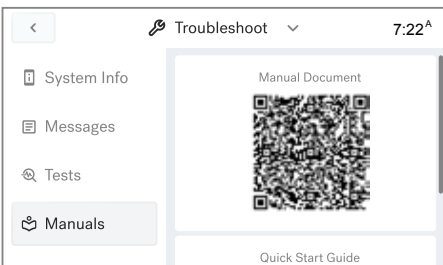 Troubleshoot
7:22A
System Info
Messages
Tests
Manuals
Manual Document
Quick Start Guide